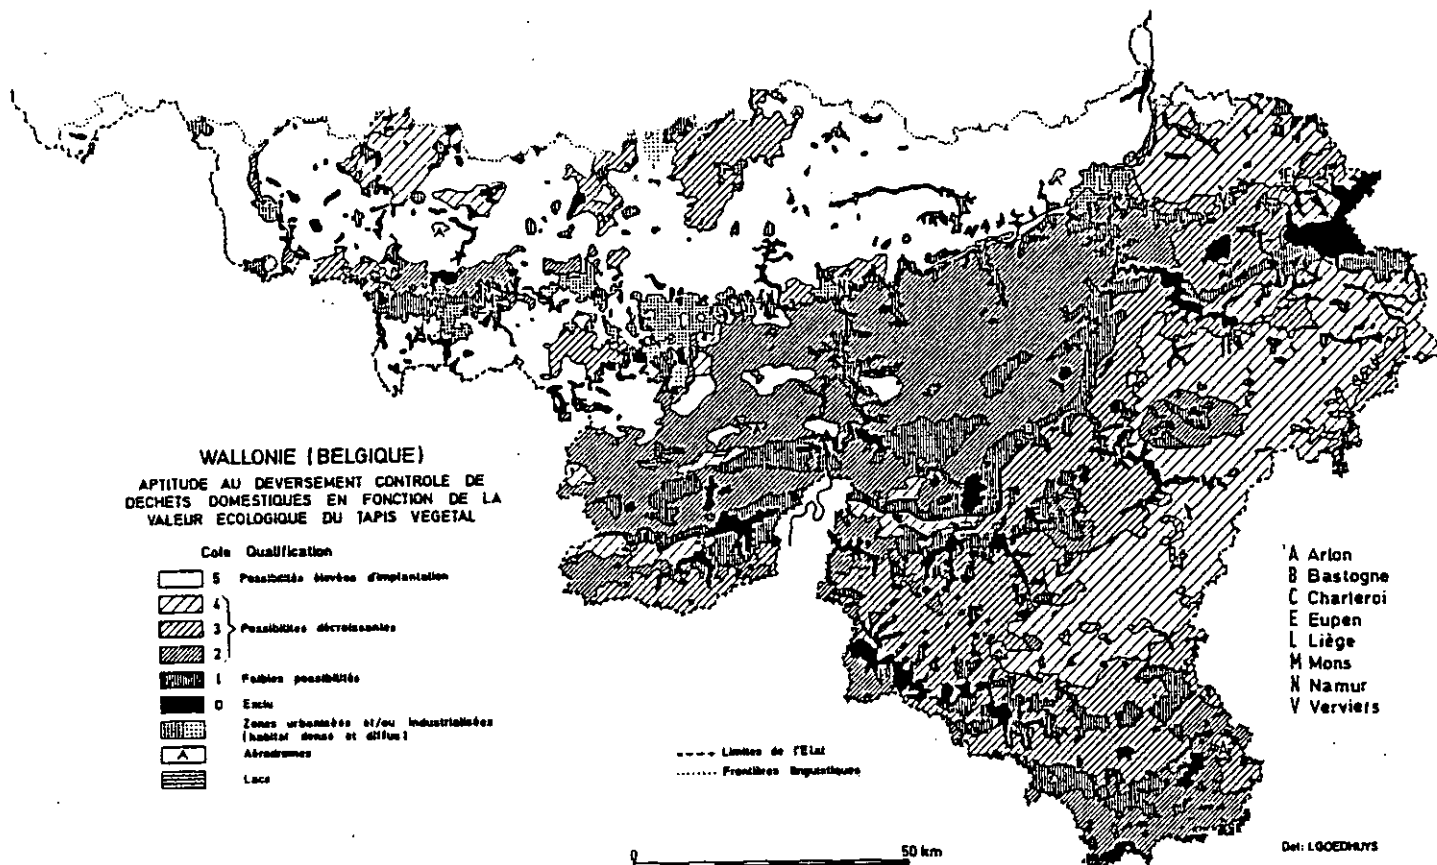 WALLONIE (BELGIQUE)
APTITUDE AU DEVERSEMENT CONTROLE DE
DECHETS DOMESTIQUES EN FONCTION DE LA
VALEUR ECOLOGIQUE DU TAPIS VEGETAL
Cote Qualification
5 Possibilités élevées d'implantation
4
3 Possibilites décroissantes
2
1 Faibles possibilités
0 Exclu
Zones urbanisées et/ou industrialisées
(habitat dense et diffus)
A Aérodromes
Lacs
Limites de l'Etat
Frontières linguistiques
0 50 km
A Arlon
B Bastogne
C Charleroi
E Eupen
L Liège
M Mons
N Namur
V Verviers
Del: I.GOEDHUYS